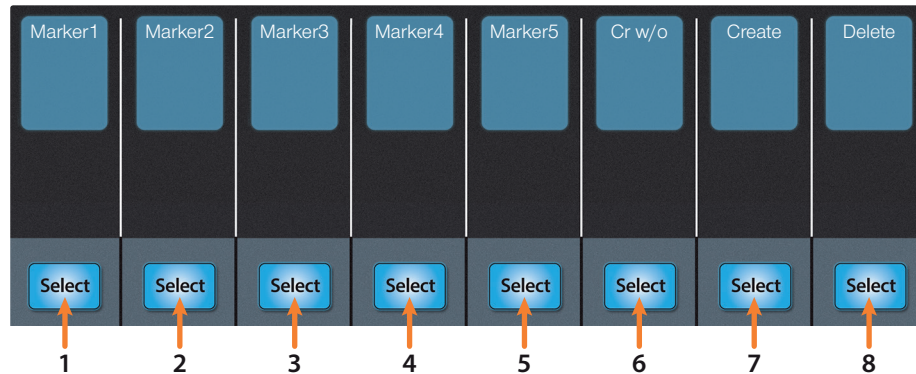 Marker1 Marker2 Marker3 Marker4 Marker5 Cr w/o Create Delete
Select Select Select Select Select Select Select Select
1 2 3 4 5 6 7 8